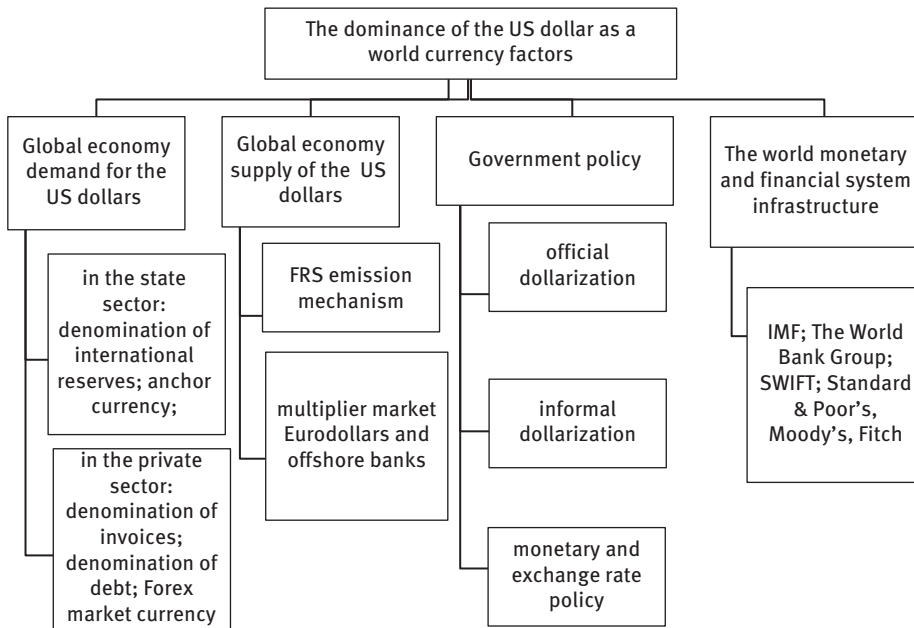 The dominance of the US dollar as a
world currency factors
Global economy
demand for the
US dollars
in the state
sector:
denomination of
international
reserves; anchor
currency;
in the private
sector:
denomination of
invoices;
denomination of
debt; Forex
market currency
Global economy
supply of the US
dollars
FRS emission
mechanism
multiplier market
Eurodollars and
offshore banks
Government policy
official
dollarization
informal
dollarization
monetary and
exchange rate
policy
The world monetary
and financial system
infrastructure
IMF; The World
Bank Group;
SWIFT; Standard
& Poor’s,
Moody’s, Fitch